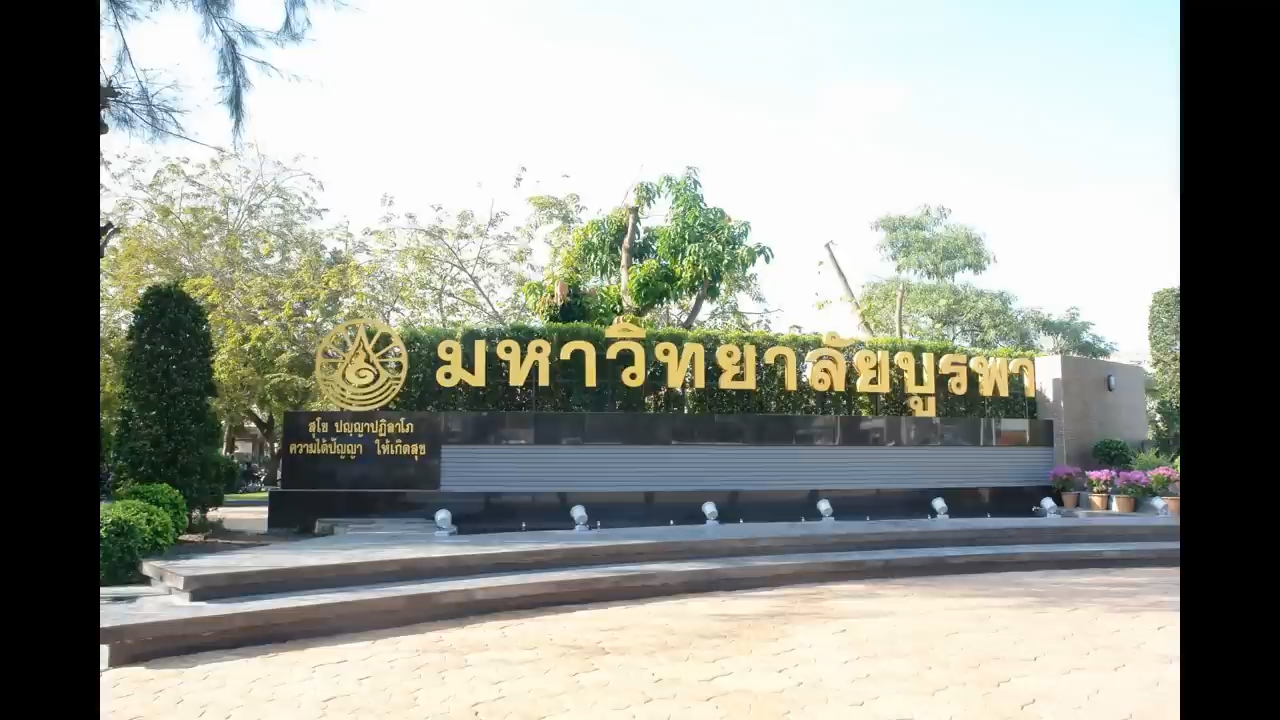 มหาวิทยาลัยบูรพา
สุโข ปญฺญาปฏิลาโภ
ความได้ปัญญา ให้เกิดสุข